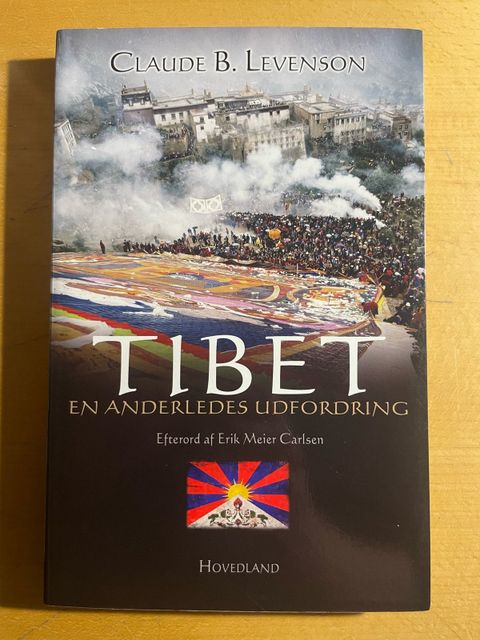 CLAUDE B. LEVENSON
TIBET
EN ANDERLEDES UDFORDRING
Efterord af Erik Meier Carlsen
HOVEDLAND